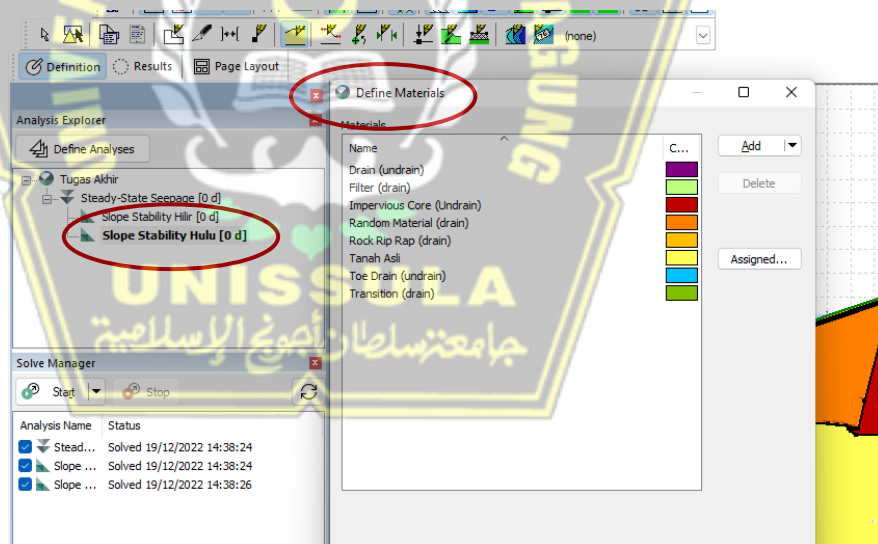 (none)
Definition Results Page Layout
Define Materials
Analysis Explorer
Define Analyses
Tugas Akhir
Steady-State Seepage [0 d]
Slope Stability Hilir [0 d]
Slope Stability Hulu [0 d]
Materials
Name C...
Drain (undrain)
Filter (drain)
Impervious Core (Undrain)
Random Material (drain)
Rock Rip Rap (drain)
Tanah Asli
Toe Drain (undrain)
Transition (drain)
Add
Delete
Assigned...
UNISSULA
جامعتنسلطان أجونج الإسلامية
Solve Manager
Start Stop
Analysis Name Status
Stead... Solved 19/12/2022 14:38:24
Slope ... Solved 19/12/2022 14:38:24
Slope ... Solved 19/12/2022 14:38:26